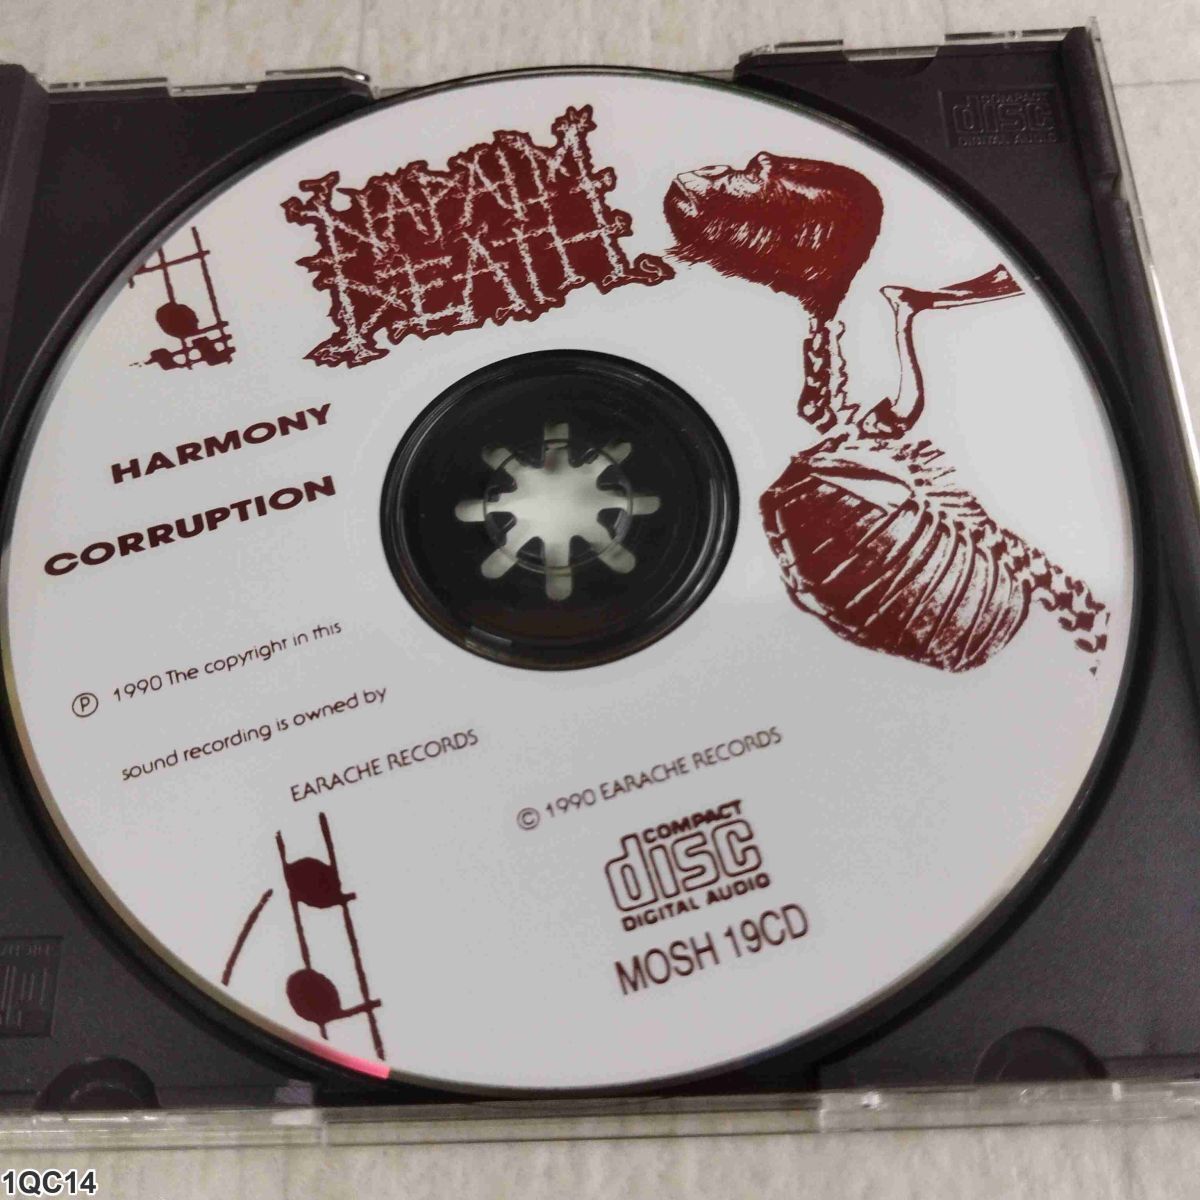 COMPACT
disc
DIGITAL AUDIO
NAPALM
DEATH
HARMONY
CORRUPTION
Ⓟ 1990 The copyright in this
sound recording is owned by
EARACHE RECORDS
© 1990 EARACHE RECORDS
COMPACT
disc
DIGITAL AUDIO
MOSH 19CD
1QC14